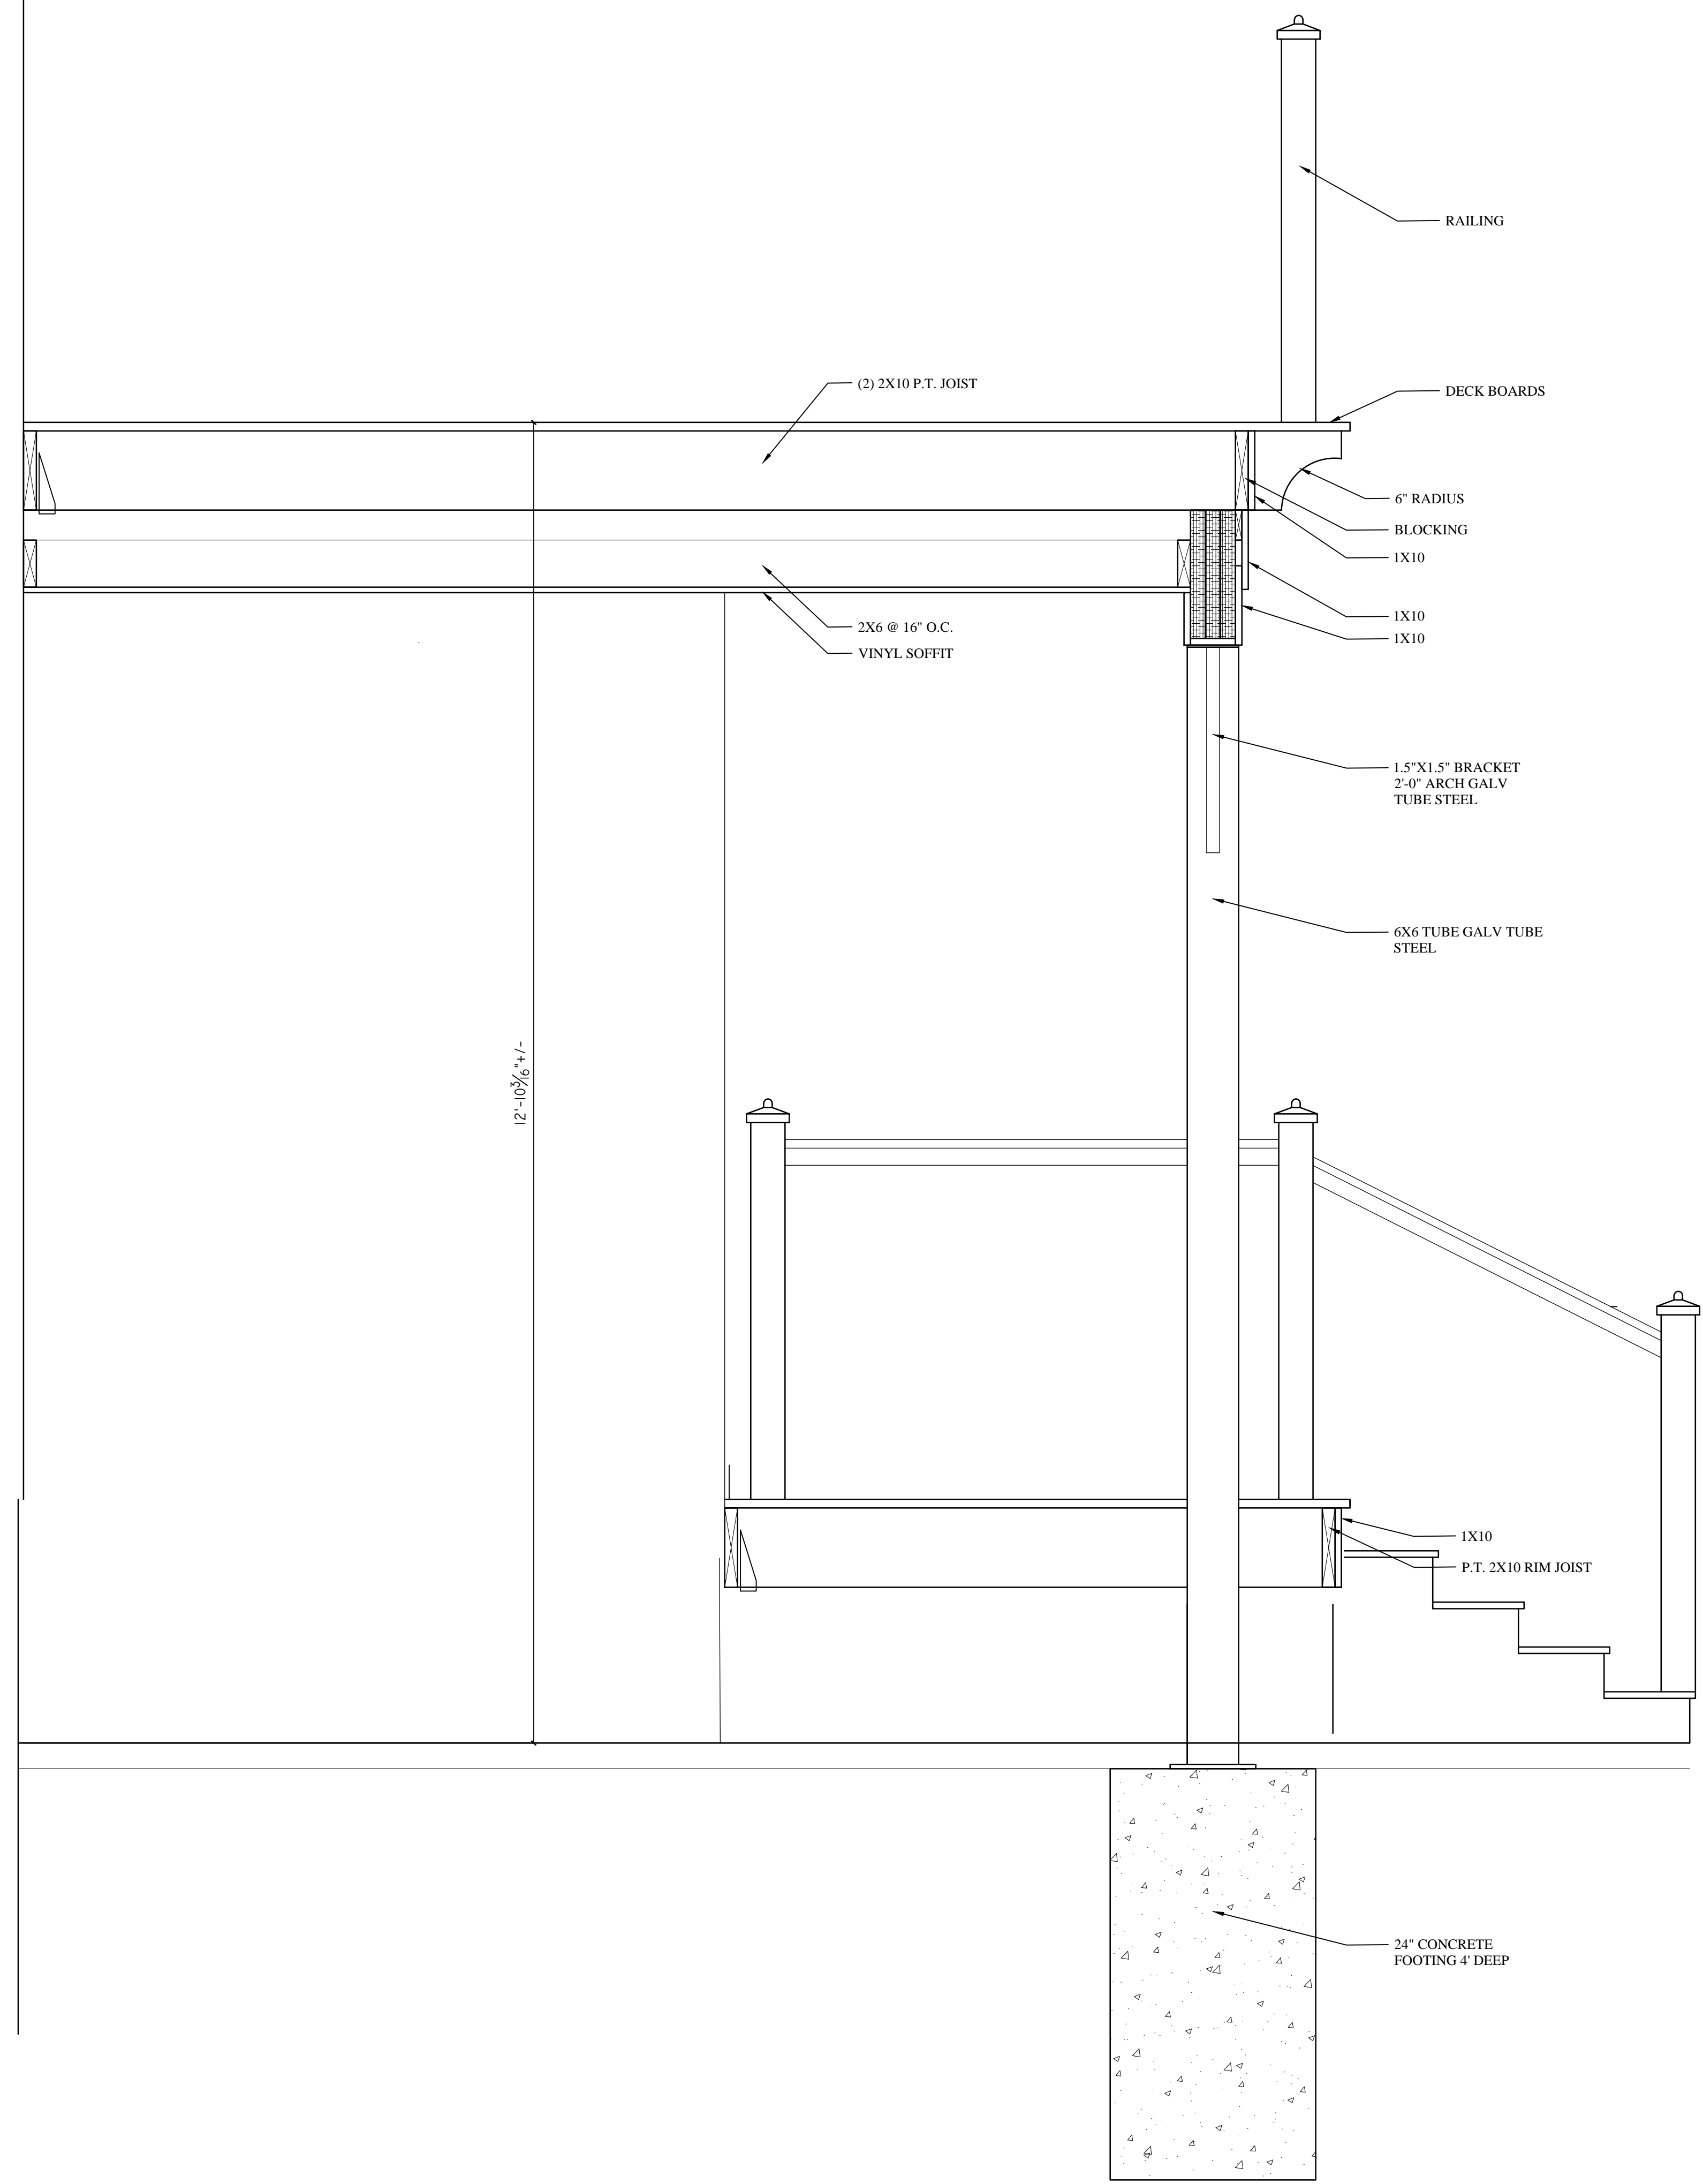 RAILING
(2) 2X10 P.T. JOIST
DECK BOARDS
6" RADIUS
BLOCKING
1X10
1X10
2X6 @ 16" O.C.
1X10
VINYL SOFFIT
1.5"X1.5" BRACKET
2'-0" ARCH GALV
TUBE STEEL
6X6 TUBE GALV TUBE
STEEL
12'-10 3/16"+/-
1X10
P.T. 2X10 RIM JOIST
24" CONCRETE
FOOTING 4' DEEP